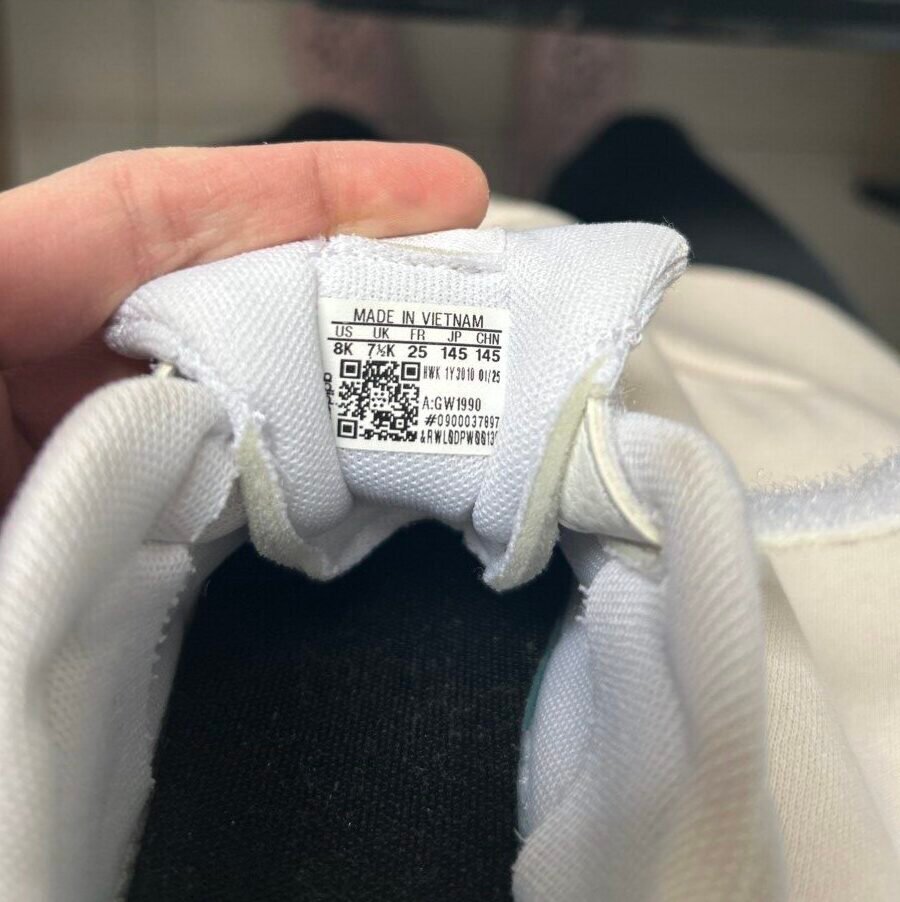 MADE IN VIETNAM
US UK FR JP CHN
8K 7½K 25 145 145
HWK 1Y3010 01/25
A:GW1990
#0900037897